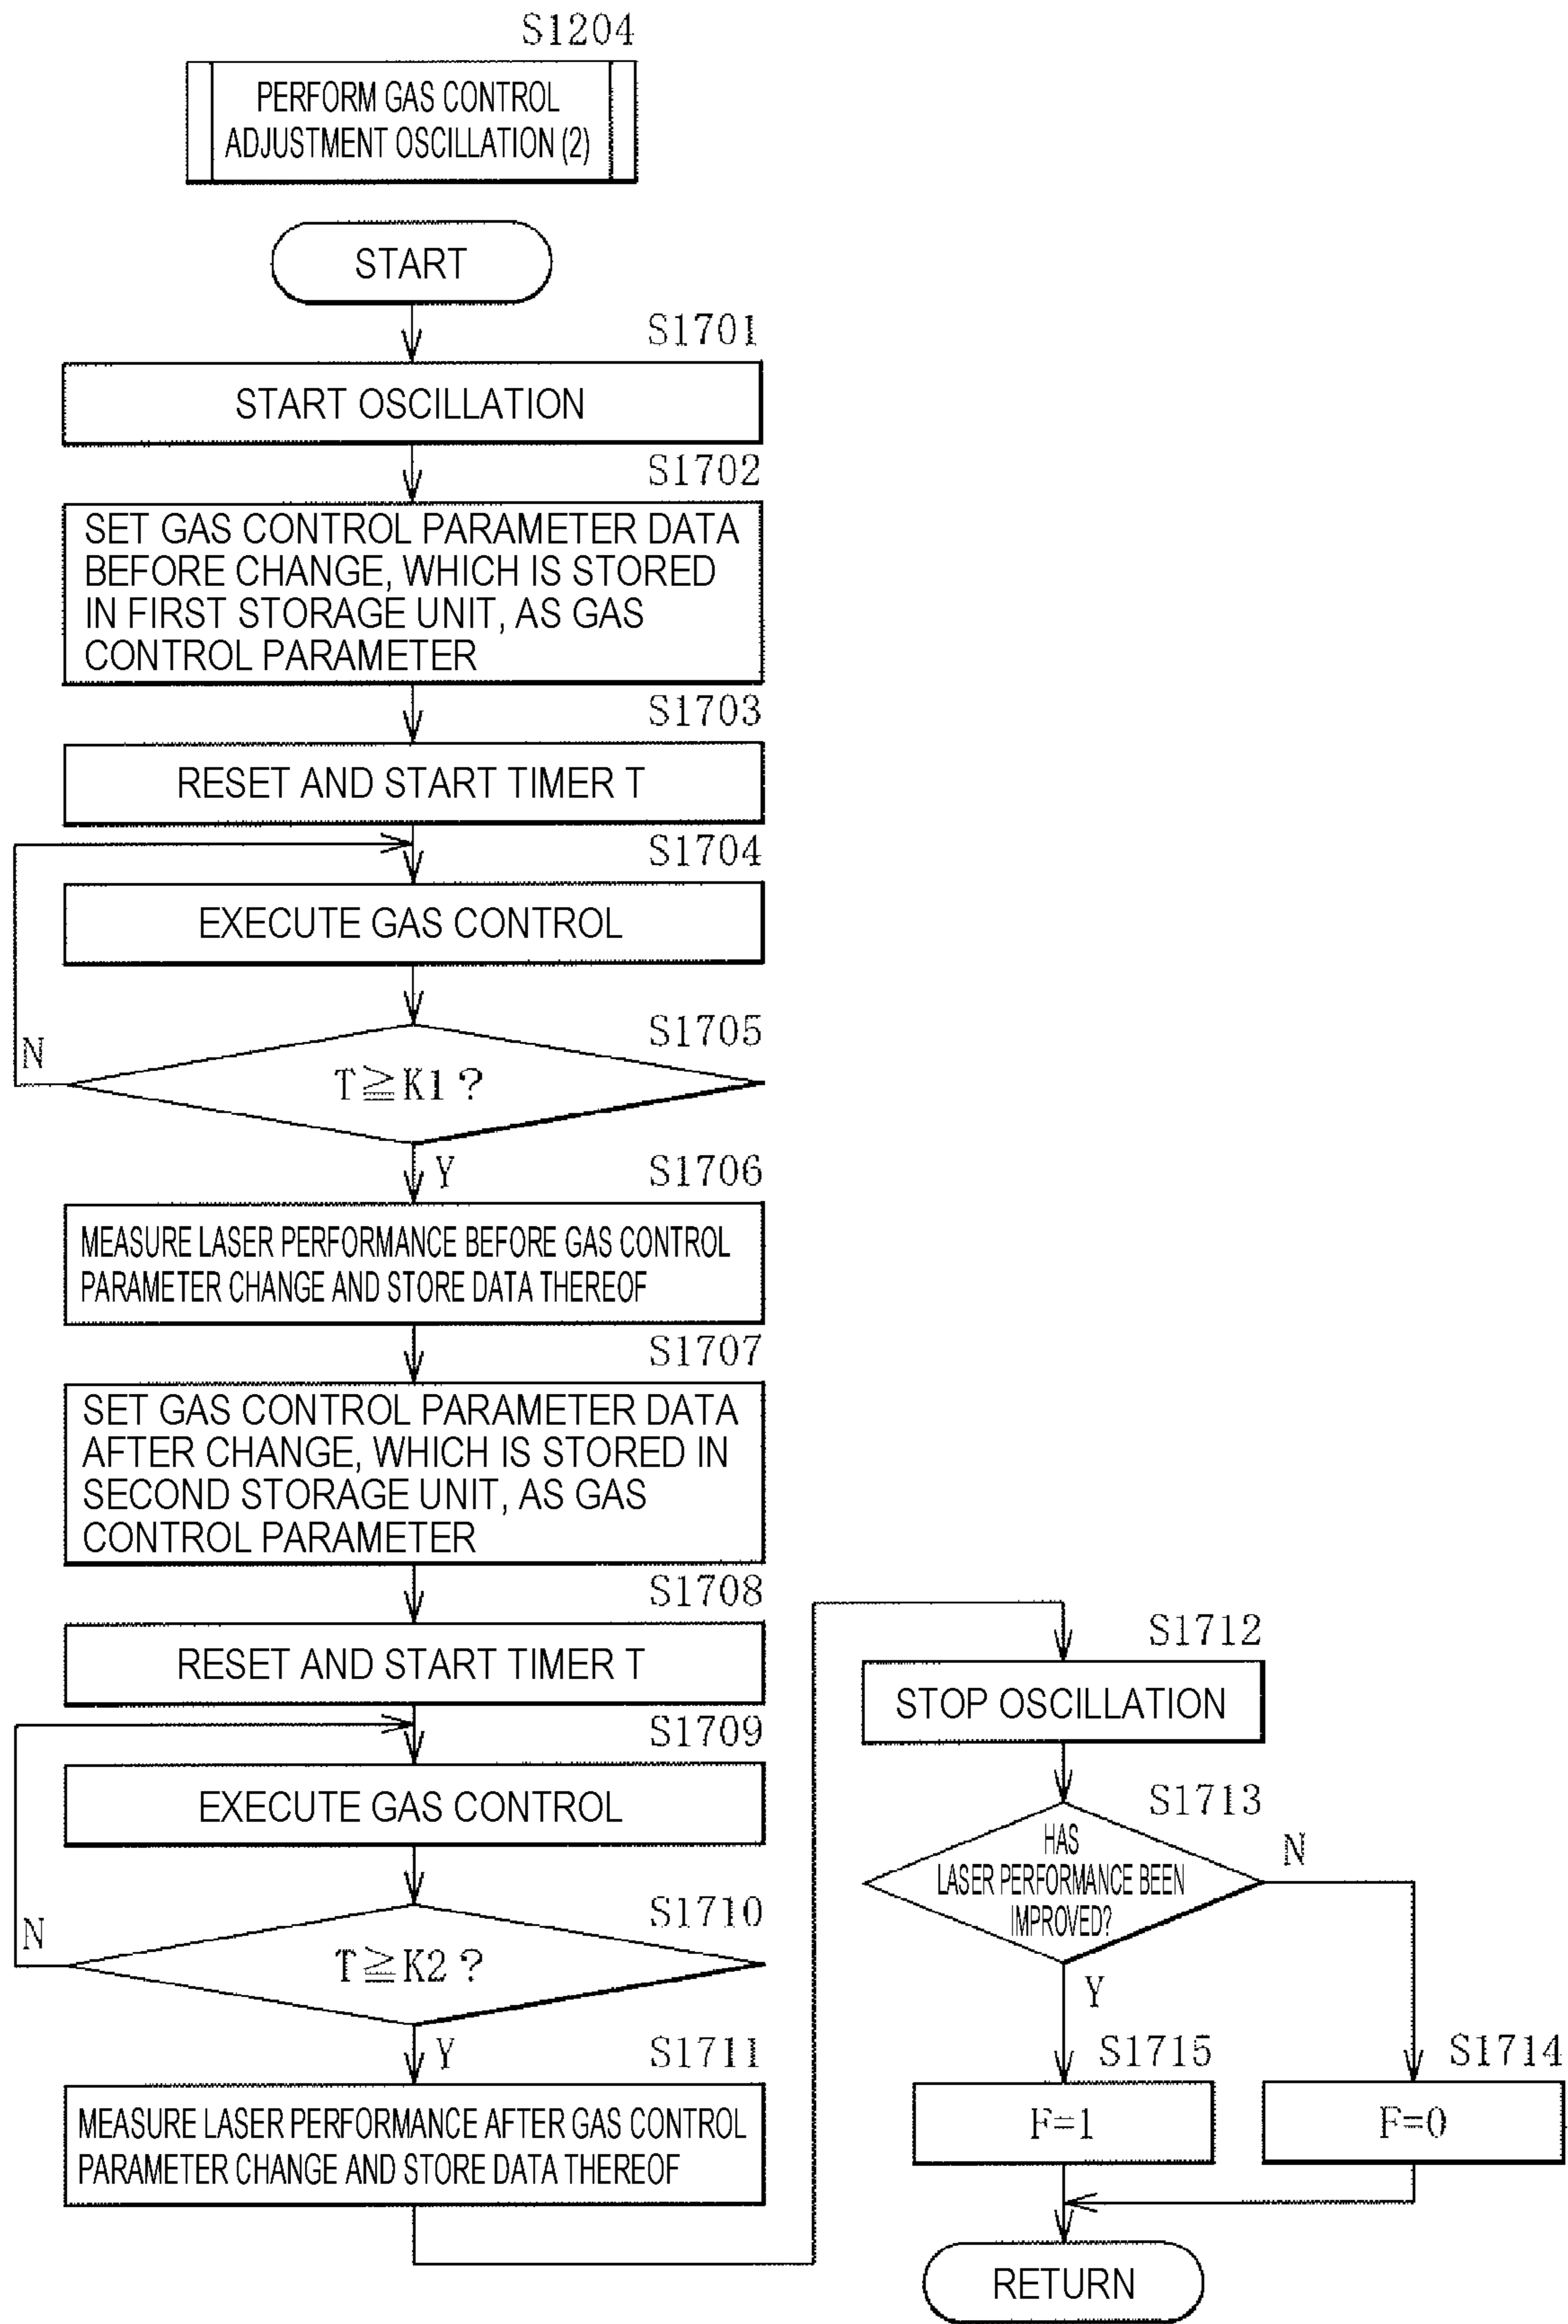 S1204
PERFORM GAS CONTROL
ADJUSTMENT OSCILLATION (2)
START
S1701
START OSCILLATION
S1702
SET GAS CONTROL PARAMETER DATA
BEFORE CHANGE, WHICH IS STORED
IN FIRST STORAGE UNIT, AS GAS
CONTROL PARAMETER
S1703
RESET AND START TIMER T
S1704
EXECUTE GAS CONTROL
S1705
N
T≧K1?
Y
S1706
MEASURE LASER PERFORMANCE BEFORE GAS CONTROL
PARAMETER CHANGE AND STORE DATA THEREOF
S1707
SET GAS CONTROL PARAMETER DATA
AFTER CHANGE, WHICH IS STORED IN
SECOND STORAGE UNIT, AS GAS
CONTROL PARAMETER
S1708
RESET AND START TIMER T
S1709
EXECUTE GAS CONTROL
S1710
N
T≧K2?
Y
S1711
MEASURE LASER PERFORMANCE AFTER GAS CONTROL
PARAMETER CHANGE AND STORE DATA THEREOF
S1712
STOP OSCILLATION
S1713
HAS
LASER PERFORMANCE BEEN
IMPROVED?
N
Y
S1715
F=1
S1714
F=0
RETURN